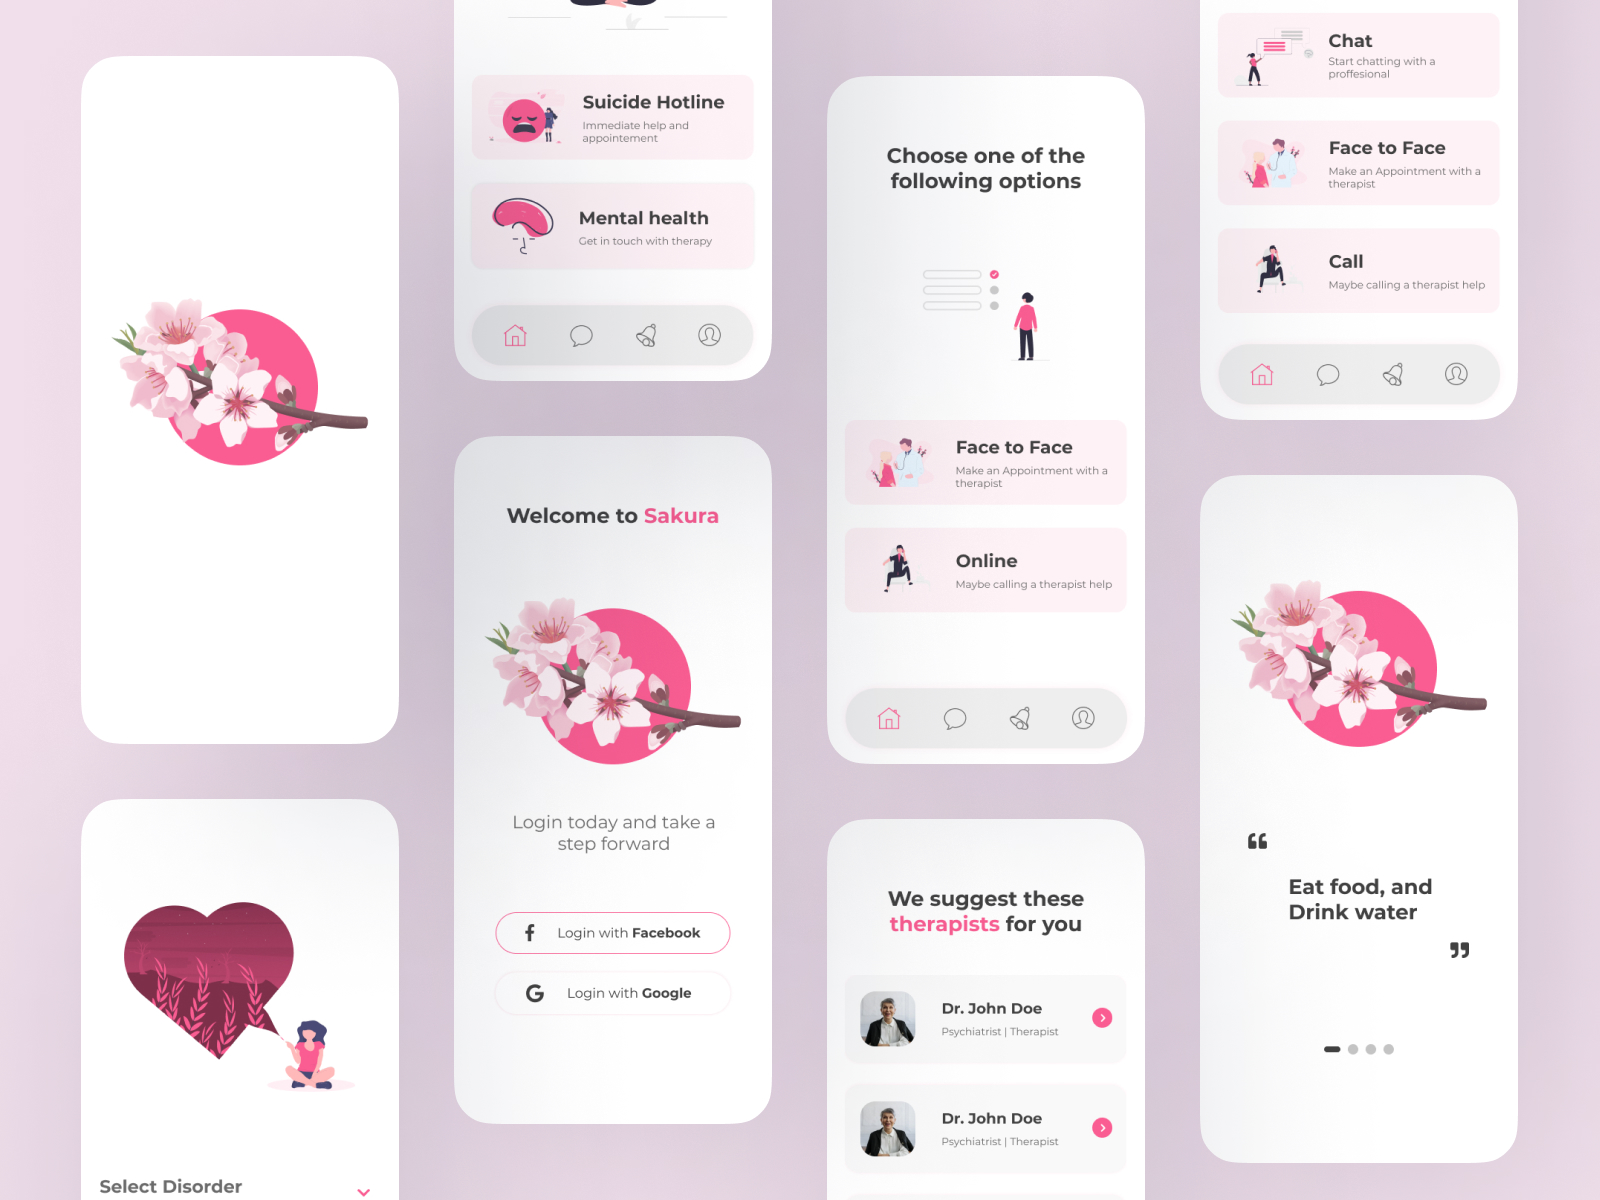 Suicide Hotline
Immediate help and
appointement
Mental health
Get in touch with therapy
Welcome to Sakura
Login today and take a
step forward
Login with Facebook
Login with Google
Select Disorder
Choose one of the
following options
Face to Face
Make an Appointment with a
therapist
Online
Maybe calling a therapist help
We suggest these
therapists for you
Dr. John Doe
Psychiatrist | Therapist
Dr. John Doe
Psychiatrist | Therapist
Chat
Start chatting with a
proffesional
Face to Face
Make an Appointment with a
therapist
Call
Maybe calling a therapist help
“
Eat food, and
Drink water
”